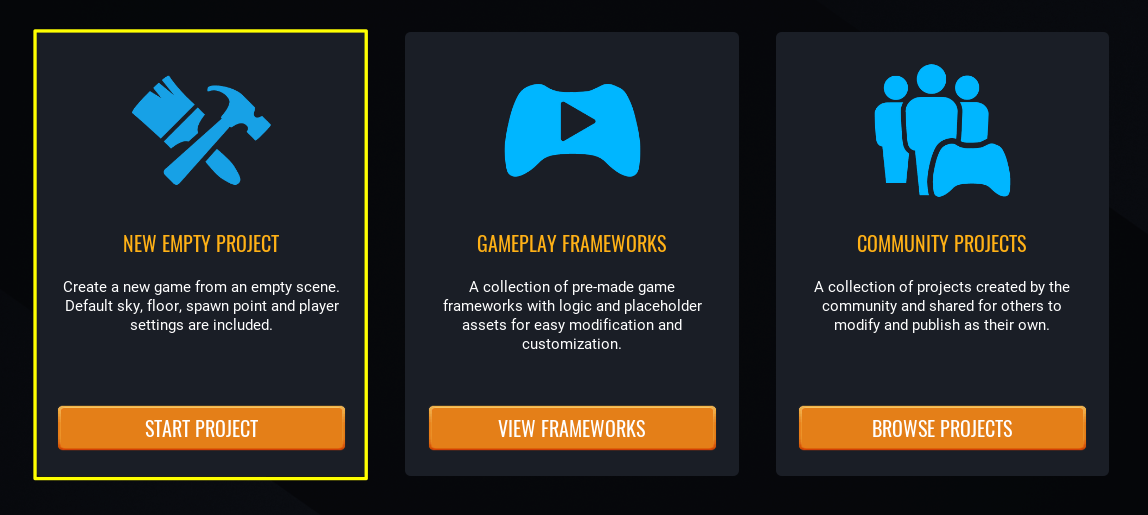 NEW EMPTY PROJECT
Create a new game from an empty scene.
Default sky, floor, spawn point and player
settings are included.
START PROJECT
GAMEPLAY FRAMEWORKS
A collection of pre-made game
frameworks with logic and placeholder
assets for easy modification and
customization.
VIEW FRAMEWORKS
COMMUNITY PROJECTS
A collection of projects created by the
community and shared for others to
modify and publish as their own.
BROWSE PROJECTS